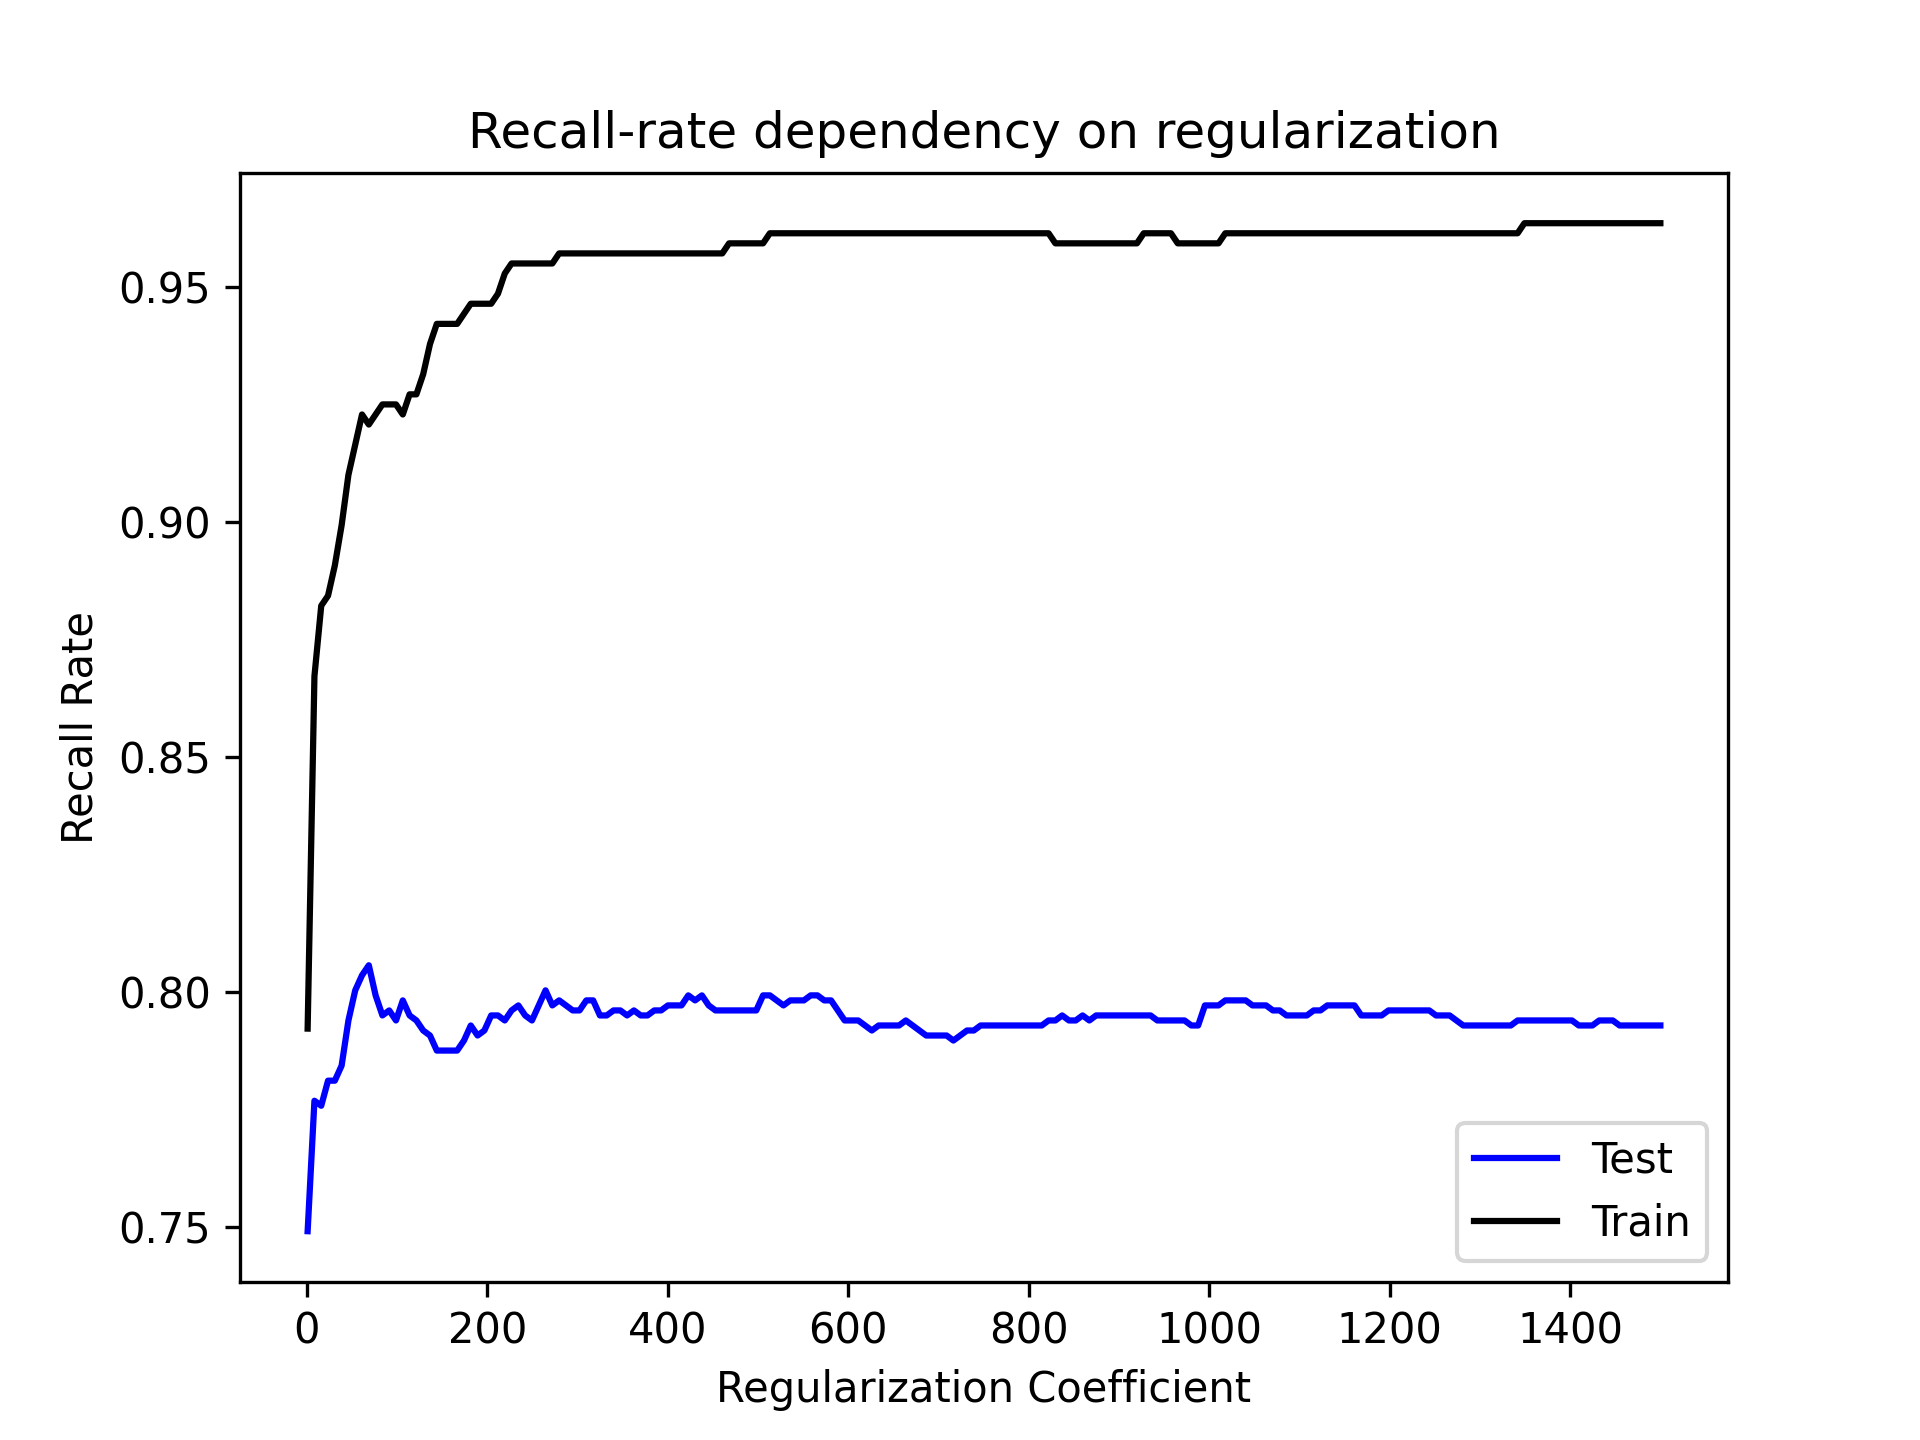 Recall-rate dependency on regularization
0.95
0.90
0.85
0.80
0.75
Recall Rate
0 200 400 600 800 1000 1200 1400
Regularization Coefficient
Test
Train